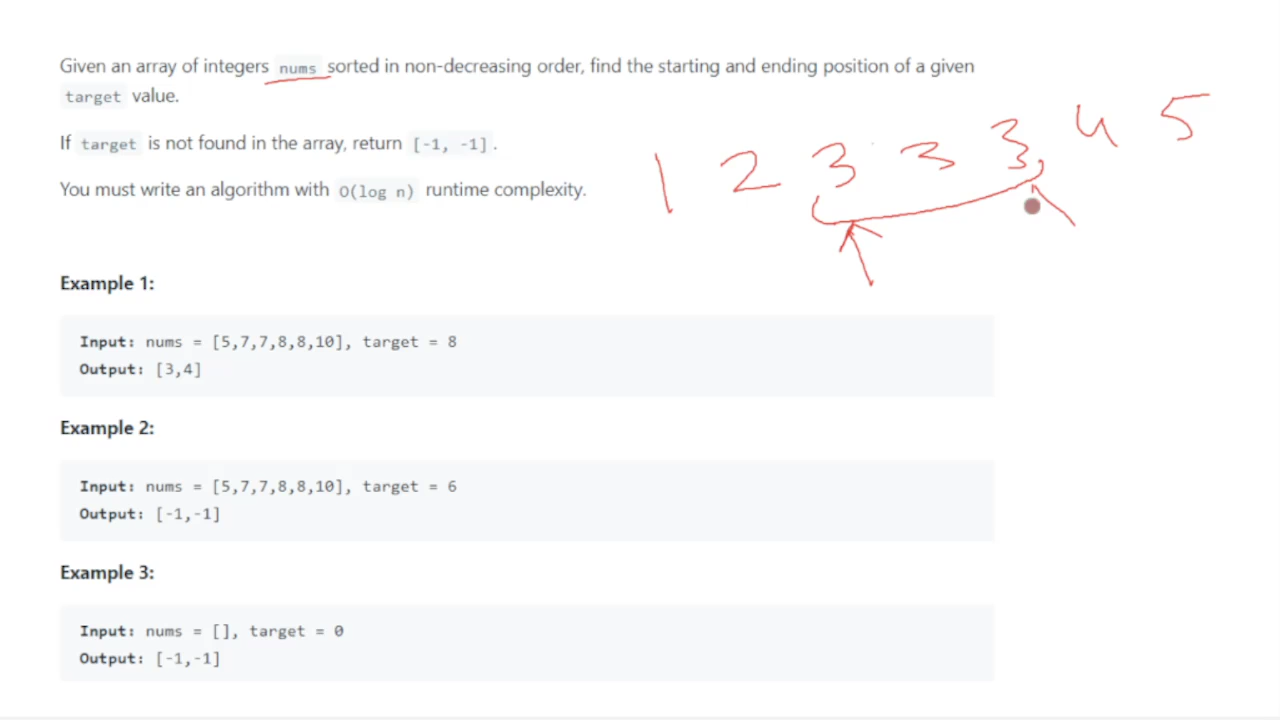 Given an array of integers nums sorted in non-decreasing order, find the starting and ending position of a given
target value.
If target is not found in the array, return [-1, -1].
You must write an algorithm with O(log n) runtime complexity.
1 2 3 3 3 4 5
Example 1:
Input: nums = [5,7,7,8,8,10], target = 8
Output: [3,4]
Example 2:
Input: nums = [5,7,7,8,8,10], target = 6
Output: [-1,-1]
Example 3:
Input: nums = [], target = 0
Output: [-1,-1]